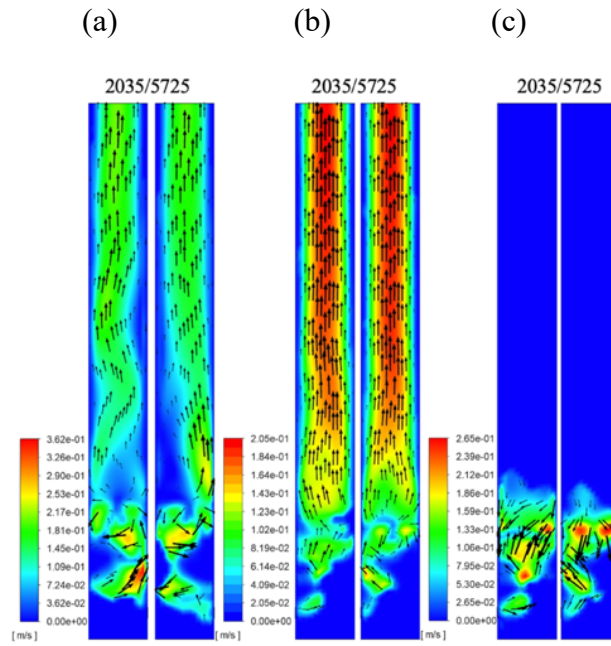 (a)
(b)
(c)
2035/5725
2035/5725
2035/5725
3.62e-01
3.26e-01
2.90e-01
2.53e-01
2.17e-01
1.81e-01
1.45e-01
1.09e-01
7.24e-02
3.62e-02
0.00e+00
[ m/s ]
2.05e-01
1.84e-01
1.64e-01
1.43e-01
1.23e-01
1.02e-01
8.19e-02
6.14e-02
4.09e-02
2.05e-02
0.00e+00
[ m/s ]
2.65e-01
2.39e-01
2.12e-01
1.86e-01
1.59e-01
1.33e-01
1.06e-01
7.95e-02
5.30e-02
2.65e-02
0.00e+00
[ m/s ]